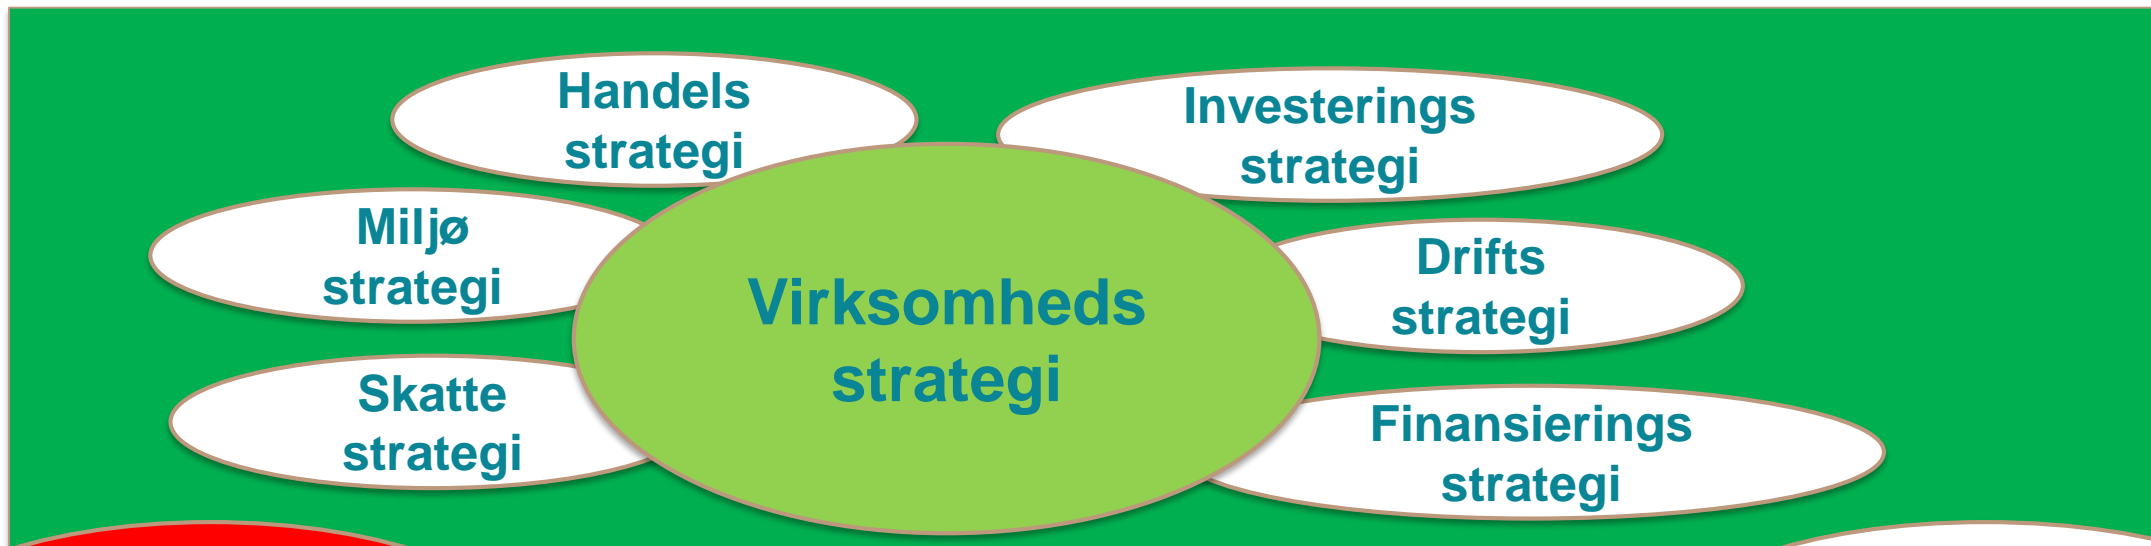 Handels
strategi
Investerings
strategi
Miljø
strategi
Drifts
strategi
Virksomheds
strategi
Skatte
strategi
Finansierings
strategi